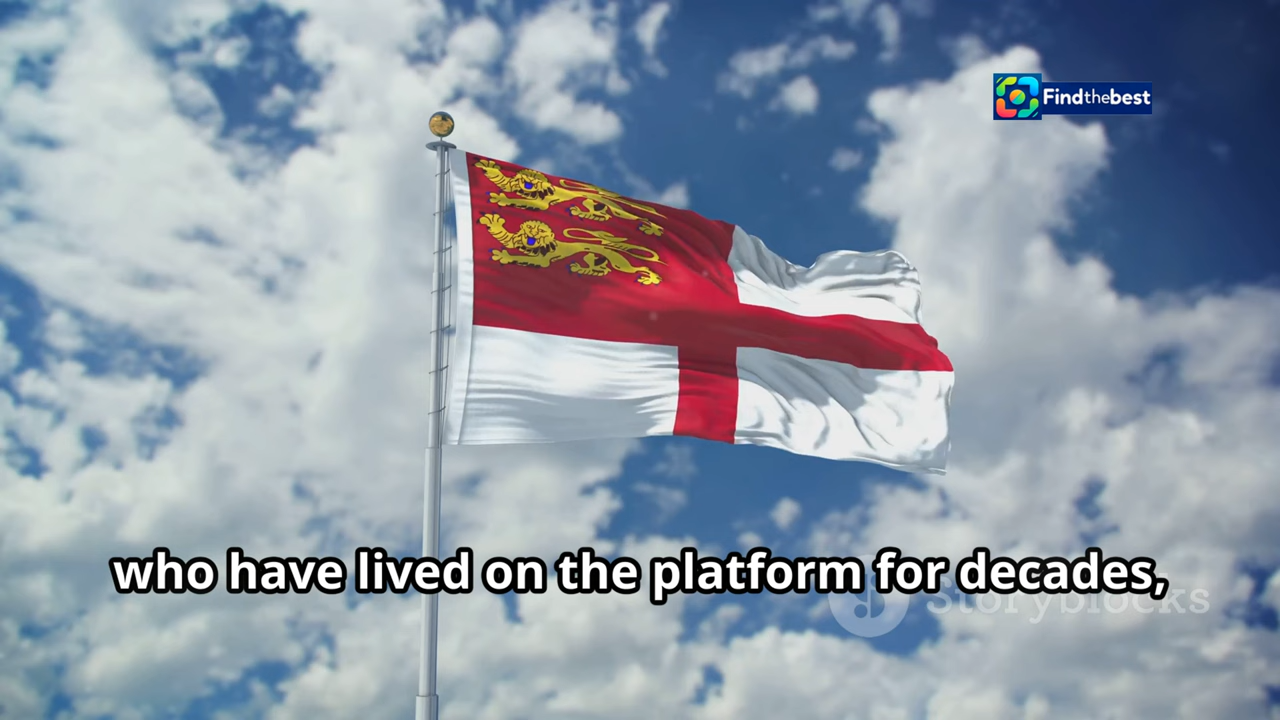 Findthebest
who have lived on the platform for decades,
Storyblocks